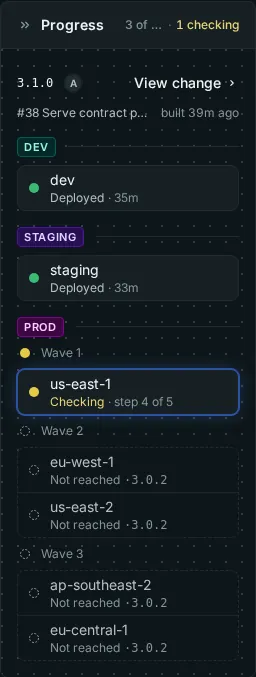 » Progress 3 of ... · 1 checking
3.1.0 A View change ›
#38 Serve contract p... built 39m ago
DEV
dev
Deployed · 35m
STAGING
staging
Deployed · 33m
PROD
Wave 1
us-east-1
Checking · step 4 of 5
Wave 2
eu-west-1
Not reached ·3.0.2
us-east-2
Not reached ·3.0.2
Wave 3
ap-southeast-2
Not reached ·3.0.2
eu-central-1
Not reached ·3.0.2